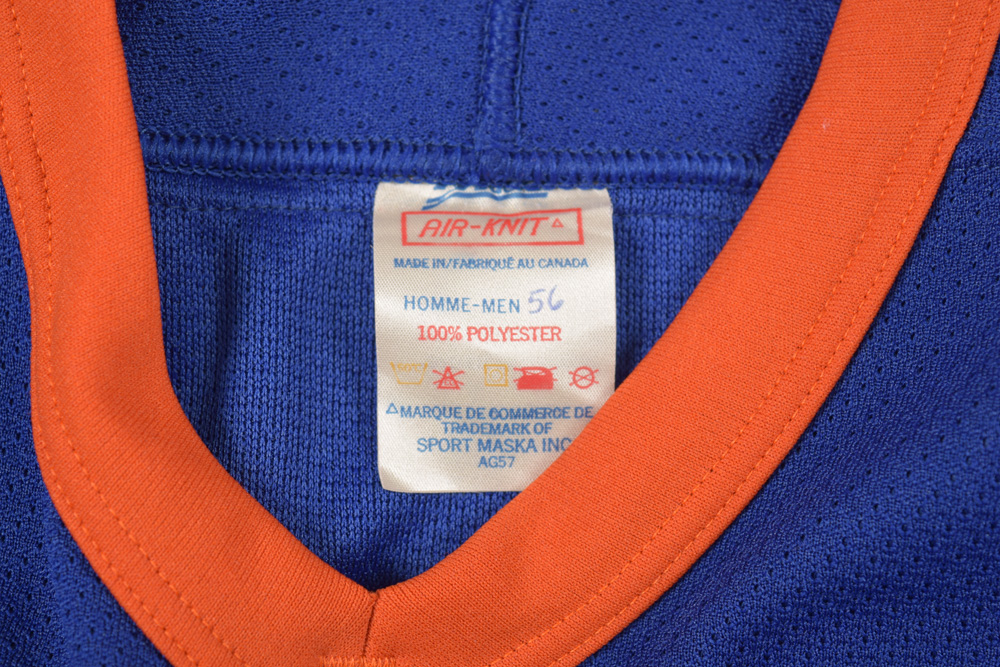 AIR-KNIT △
MADE IN/FABRIQUÉ AU CANADA
HOMME-MEN 56
100% POLYESTER
△MARQUE DE COMMERCE DE
TRADEMARK OF
SPORT MASKA INC
AG57